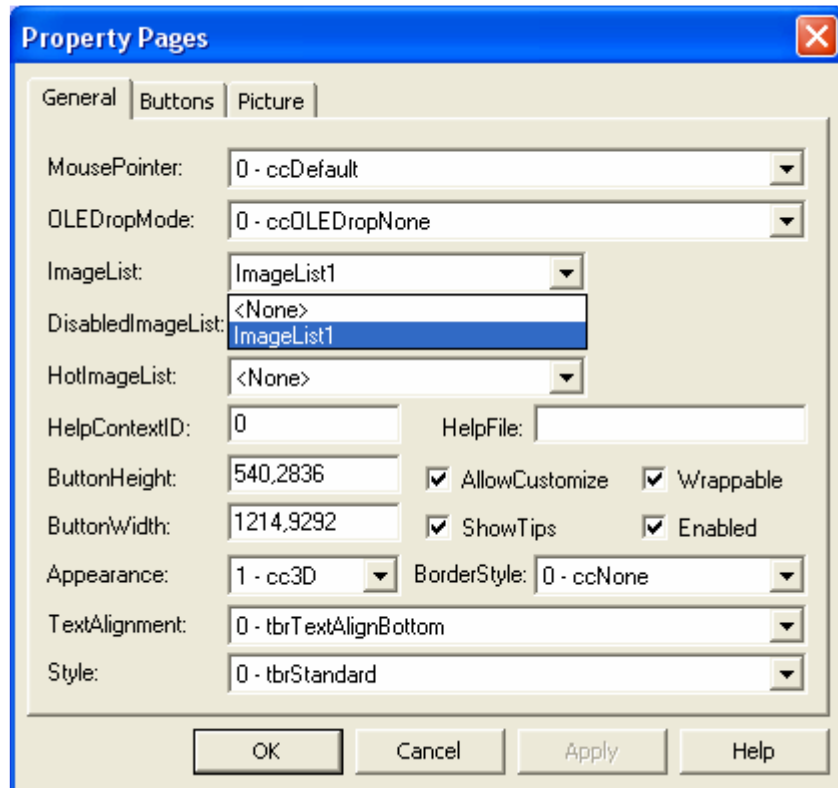 Property Pages
General Buttons Picture
MousePointer: 0 - ccDefault
OLEDropMode: 0 - ccOLEDropNone
ImageList: ImageList1
<None>
DisabledImageList: ImageList1
HotImageList: <None>
HelpContextID: 0 HelpFile:
ButtonHeight: 540,2836 AllowCustomize Wrappable
ButtonWidth: 1214,9292 ShowTips Enabled
Appearance: 1 - cc3D BorderStyle: 0 - ccNone
TextAlignment: 0 - tbrTextAlignBottom
Style: 0 - tbrStandard
OK Cancel Apply Help